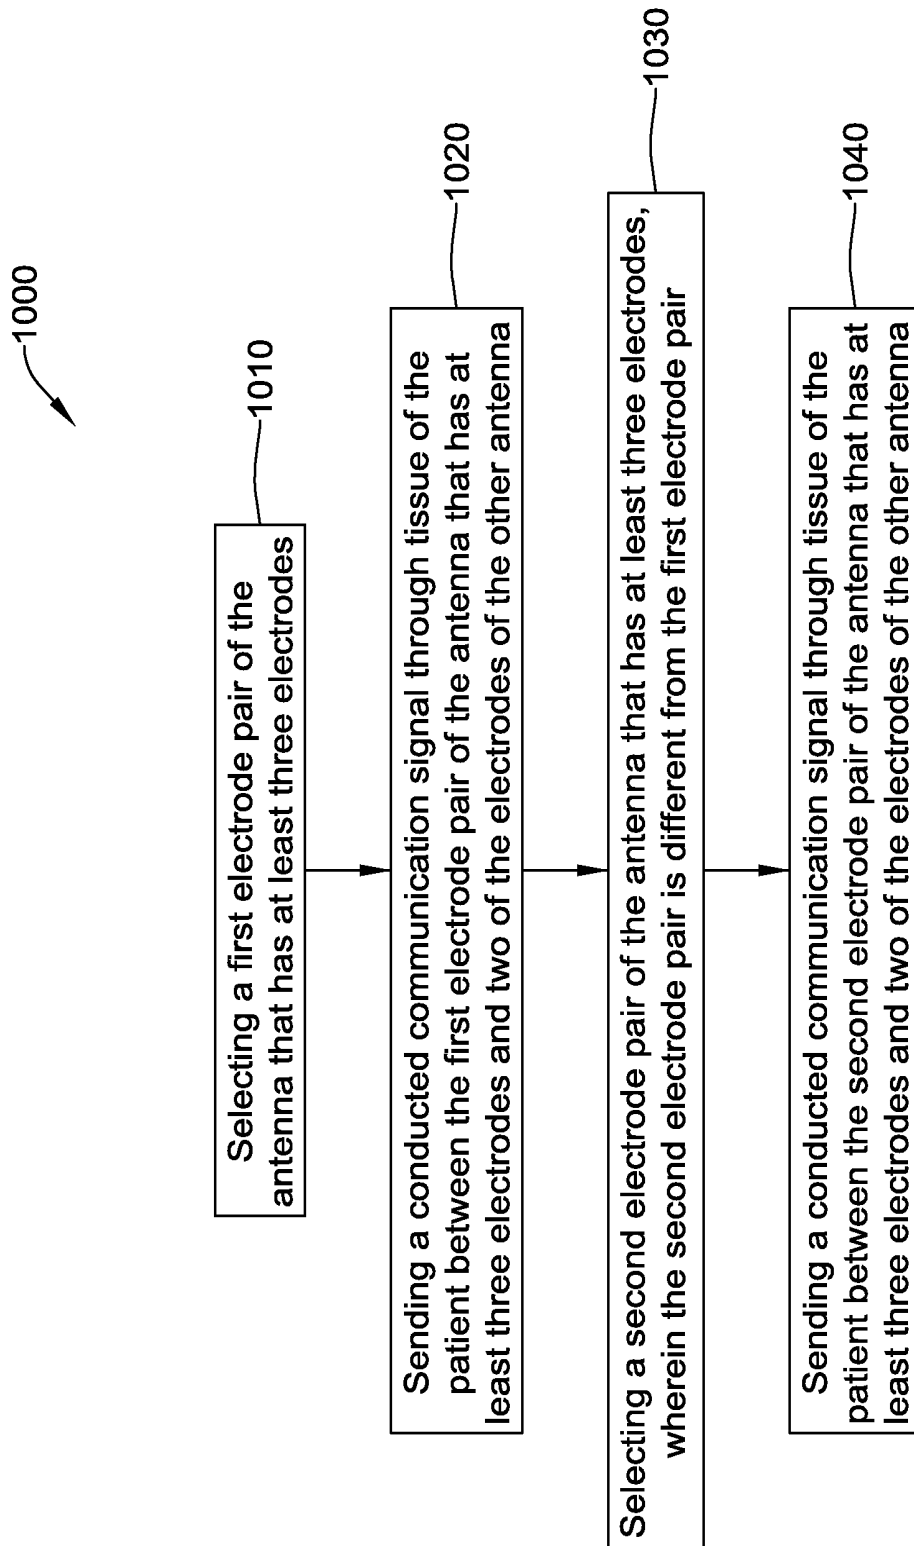 1000
1010
Selecting a first electrode pair of the
antenna that has at least three electrodes
1020
Sending a conducted communication signal through tissue of the
patient between the first electrode pair of the antenna that has at
least three electrodes and two of the electrodes of the other antenna
1030
Selecting a second electrode pair of the antenna that has at least three electrodes,
wherein the second electrode pair is different from the first electrode pair
1040
Sending a conducted communication signal through tissue of the
patient between the second electrode pair of the antenna that has at
least three electrodes and two of the electrodes of the other antenna